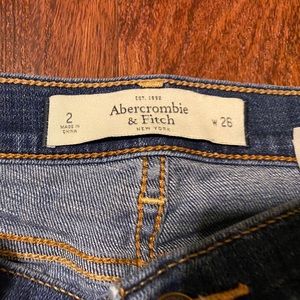 EST. 1892
Abercrombie
& Fitch
NEW YORK
2
MADE IN
CHINA
W 26